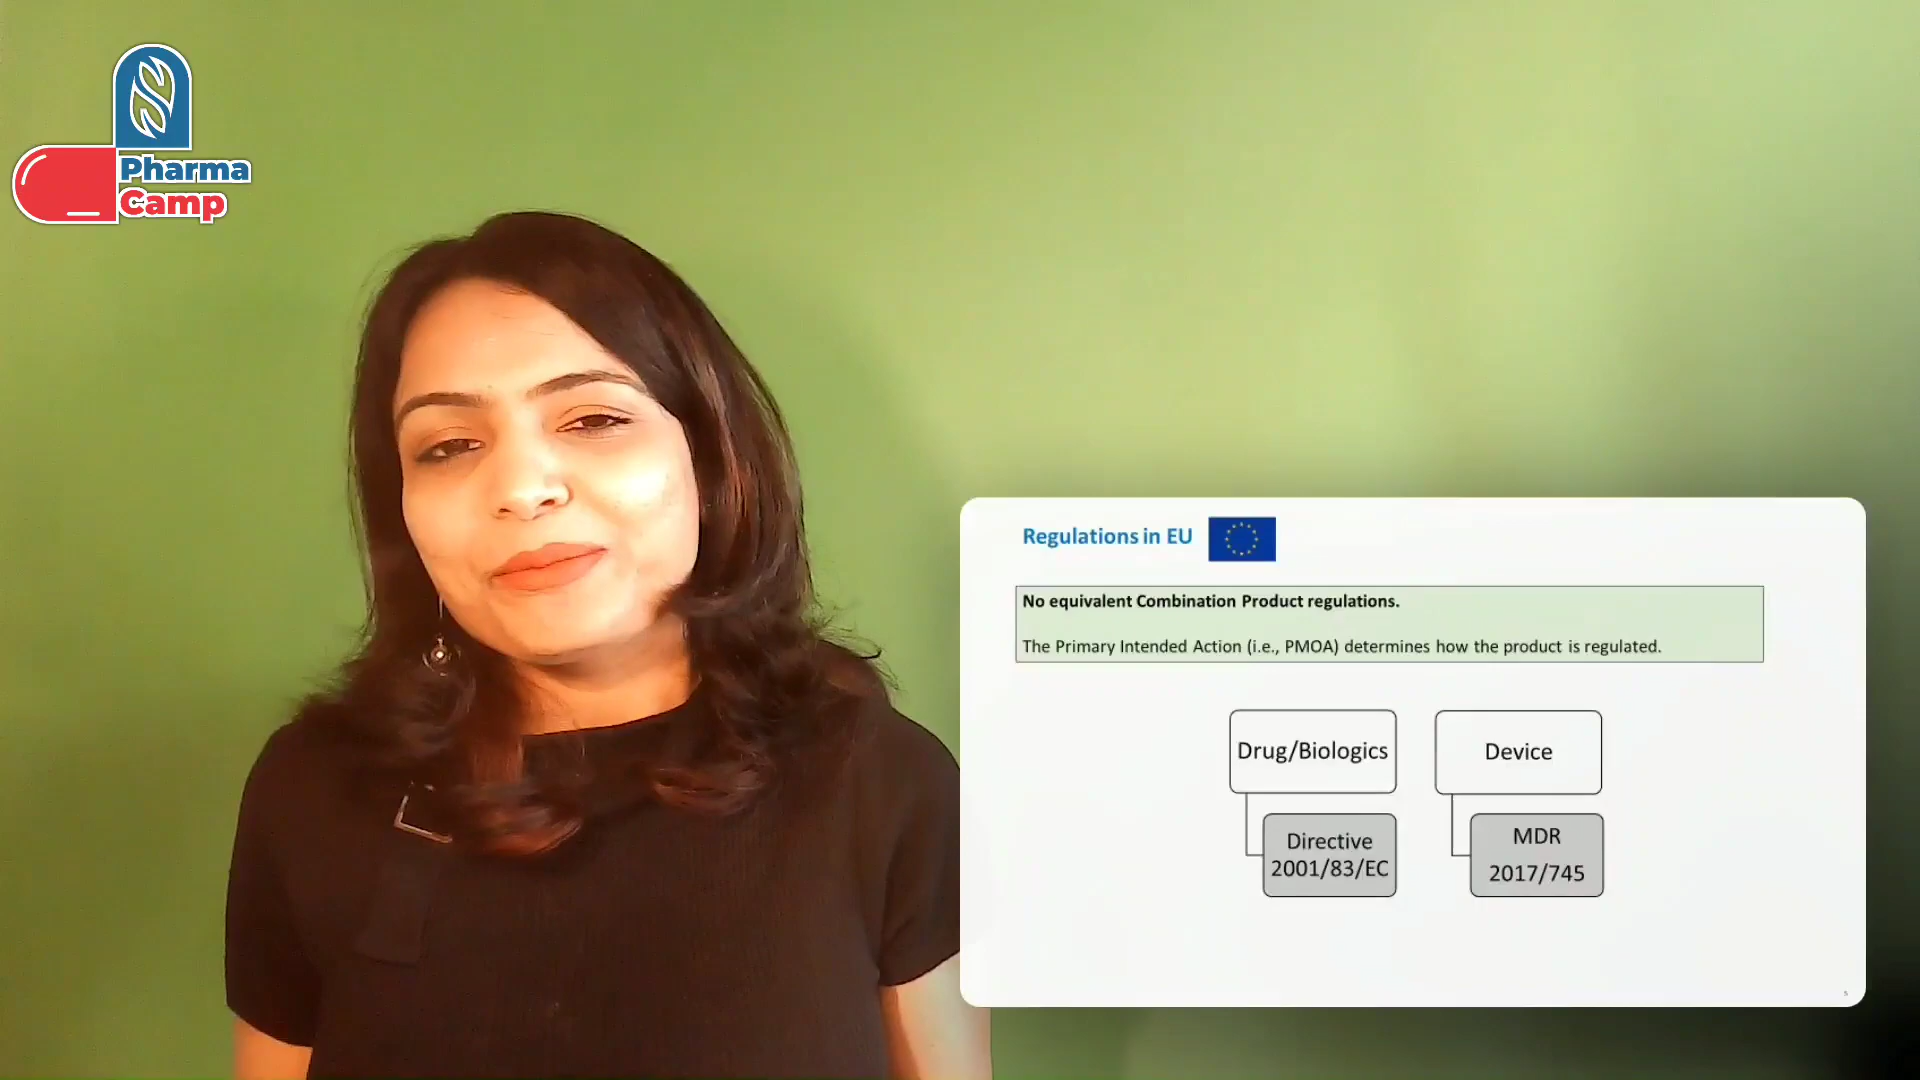 Pharma
Camp
Regulations in EU
No equivalent Combination Product regulations.
The Primary Intended Action (i.e., PMOA) determines how the product is regulated.
Drug/Biologics
Device
Directive
2001/83/EC
MDR
2017/745
5